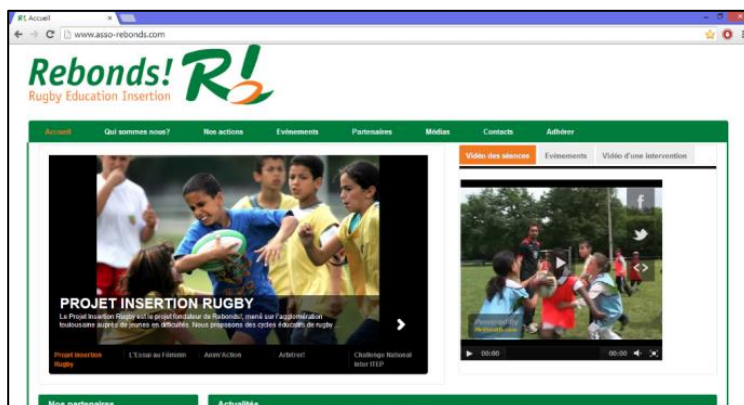 R!, Accueil
www.asso-rebonds.com
Rebonds! R!
Rugby Education Insertion
Accueil Qui sommes nous? Nos actions Evénements Partenaires Médias Contacts Adhérer
Vidéo des séances Evénements Vidéo d'une intervention
PROJET INSERTION RUGBY
Le Projet Insertion Rugby est le projet fondateur de Rebonds!, mené sur l'agglomération
toulousaine auprès de jeunes en difficultés. Nous proposons des cycles éducatifs de rugby ...
Projet Insertion Rugby
L'Essai au Féminin
Anim'Action
Arbitrer!
Challenge National Inter ITEP
Powered by
00:00 00:00
Nos partenaires Actualités